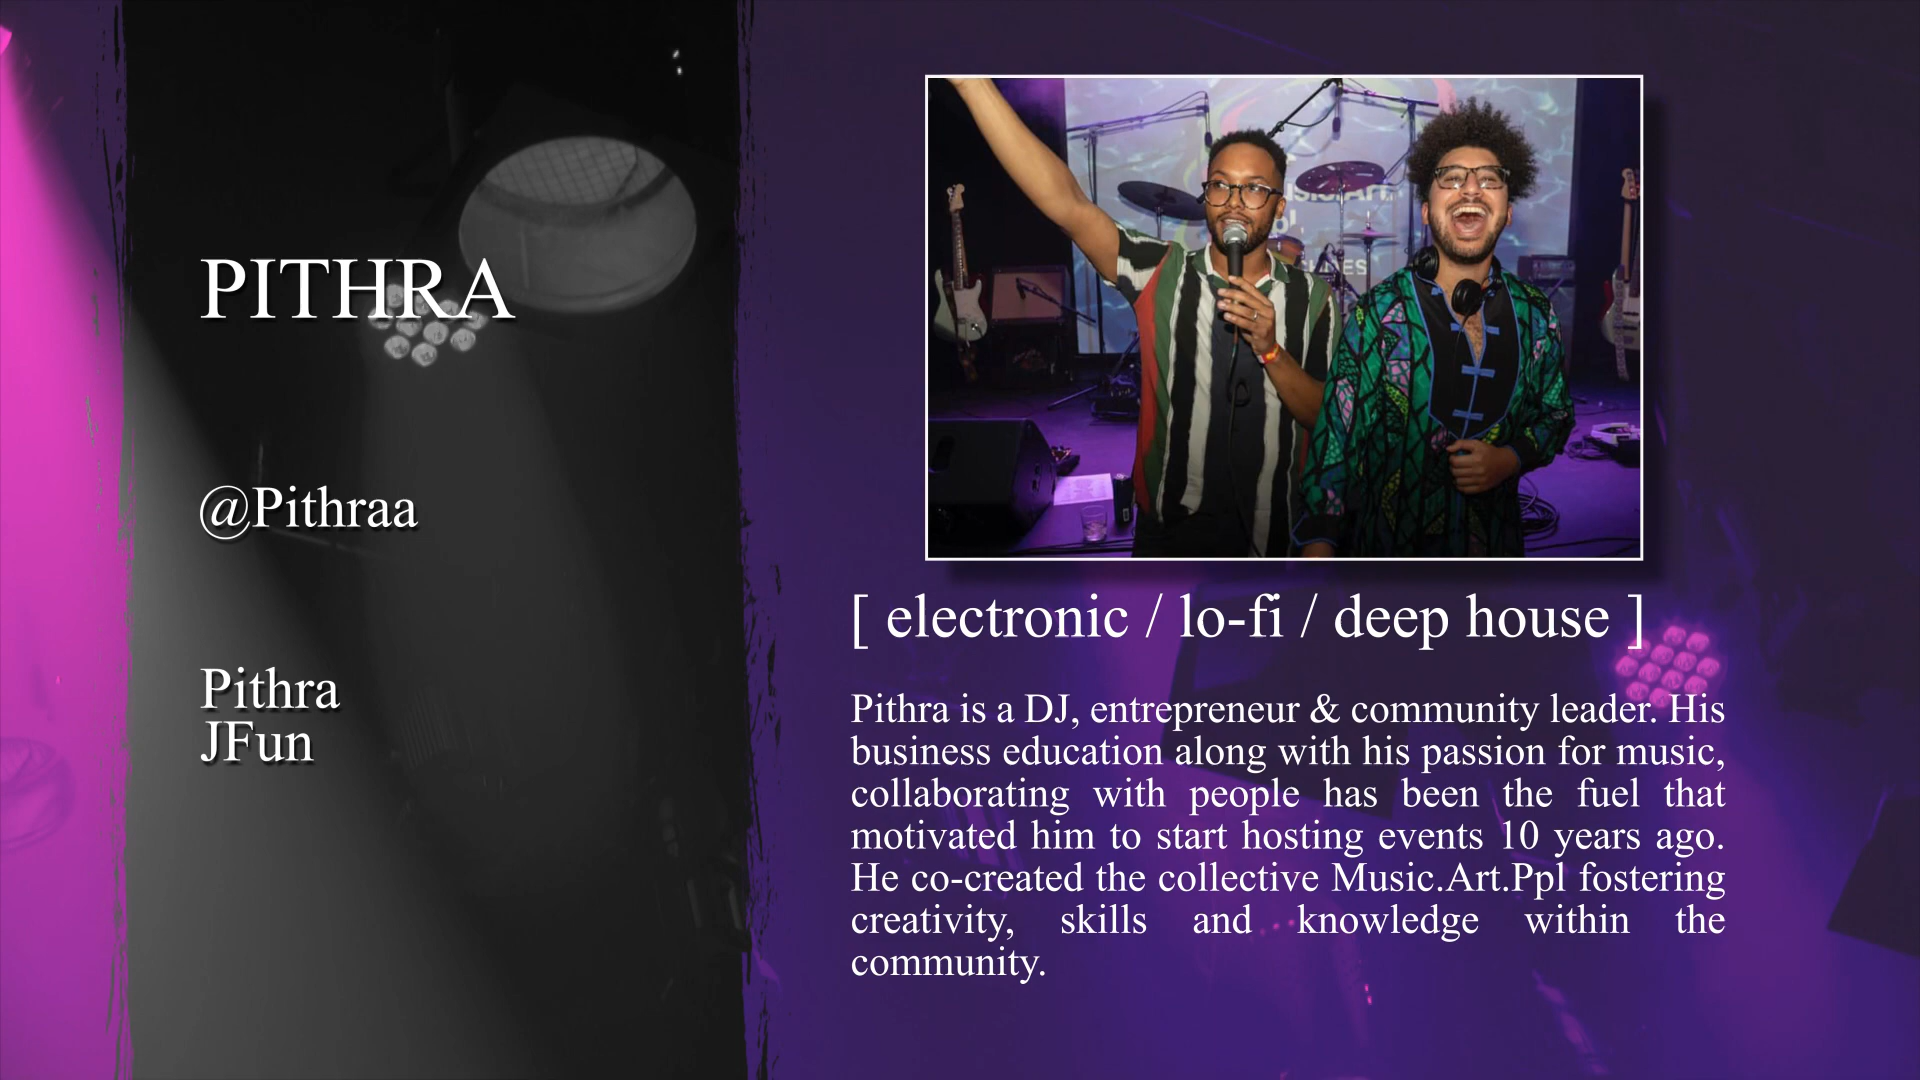 PITHRA
@Pithraa
Pithra
JFun
[ electronic / lo-fi / deep house ]
Pithra is a DJ, entrepreneur & community leader. His
business education along with his passion for music,
collaborating with people has been the fuel that
motivated him to start hosting events 10 years ago.
He co-created the collective Music.Art.Ppl fostering
creativity, skills and knowledge within the
community.